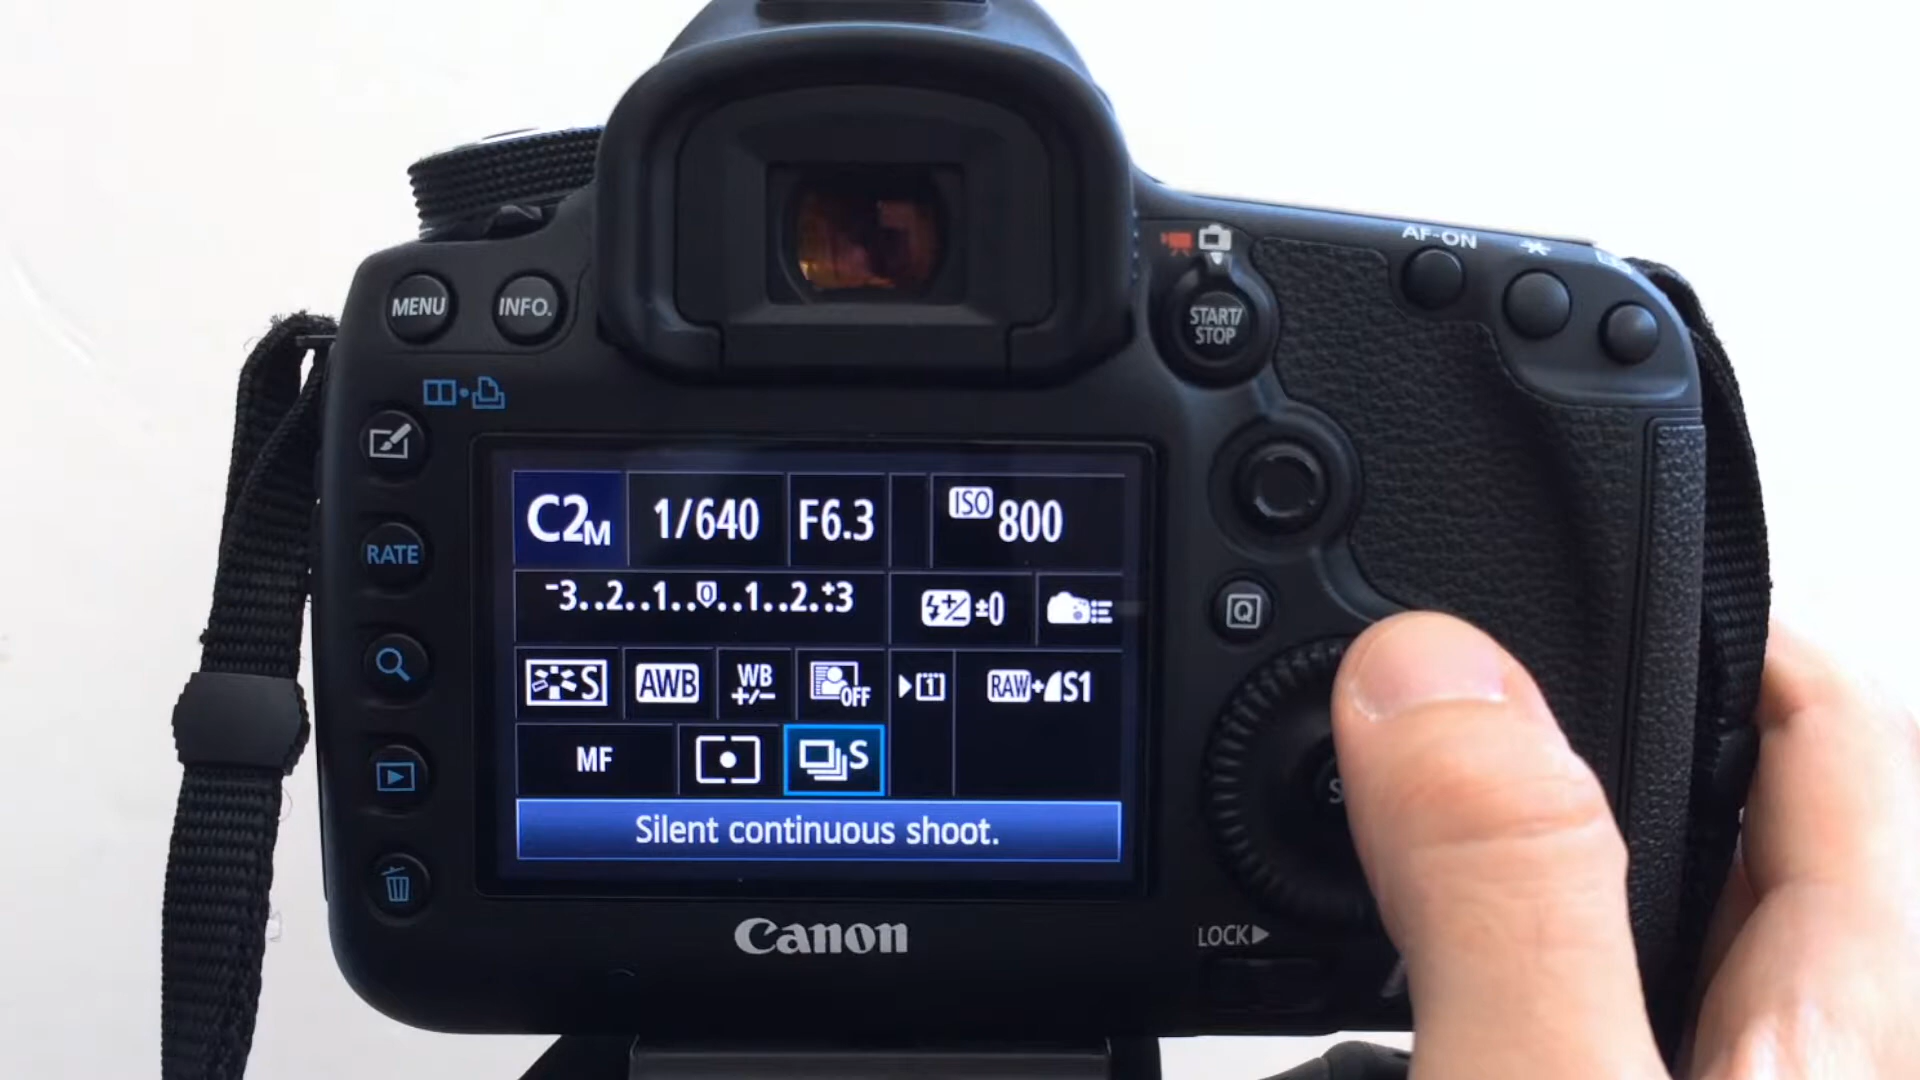 AF-ON
MENU
INFO.
START/
STOP
RATE
C2M
1/640
F6.3
ISO 800
-3..2..1..0..1..2..+3
±0
Q
S
AWB
WB
+/-
OFF
1
RAW+S1
MF
S
Silent continuous shoot.
Canon
LOCK